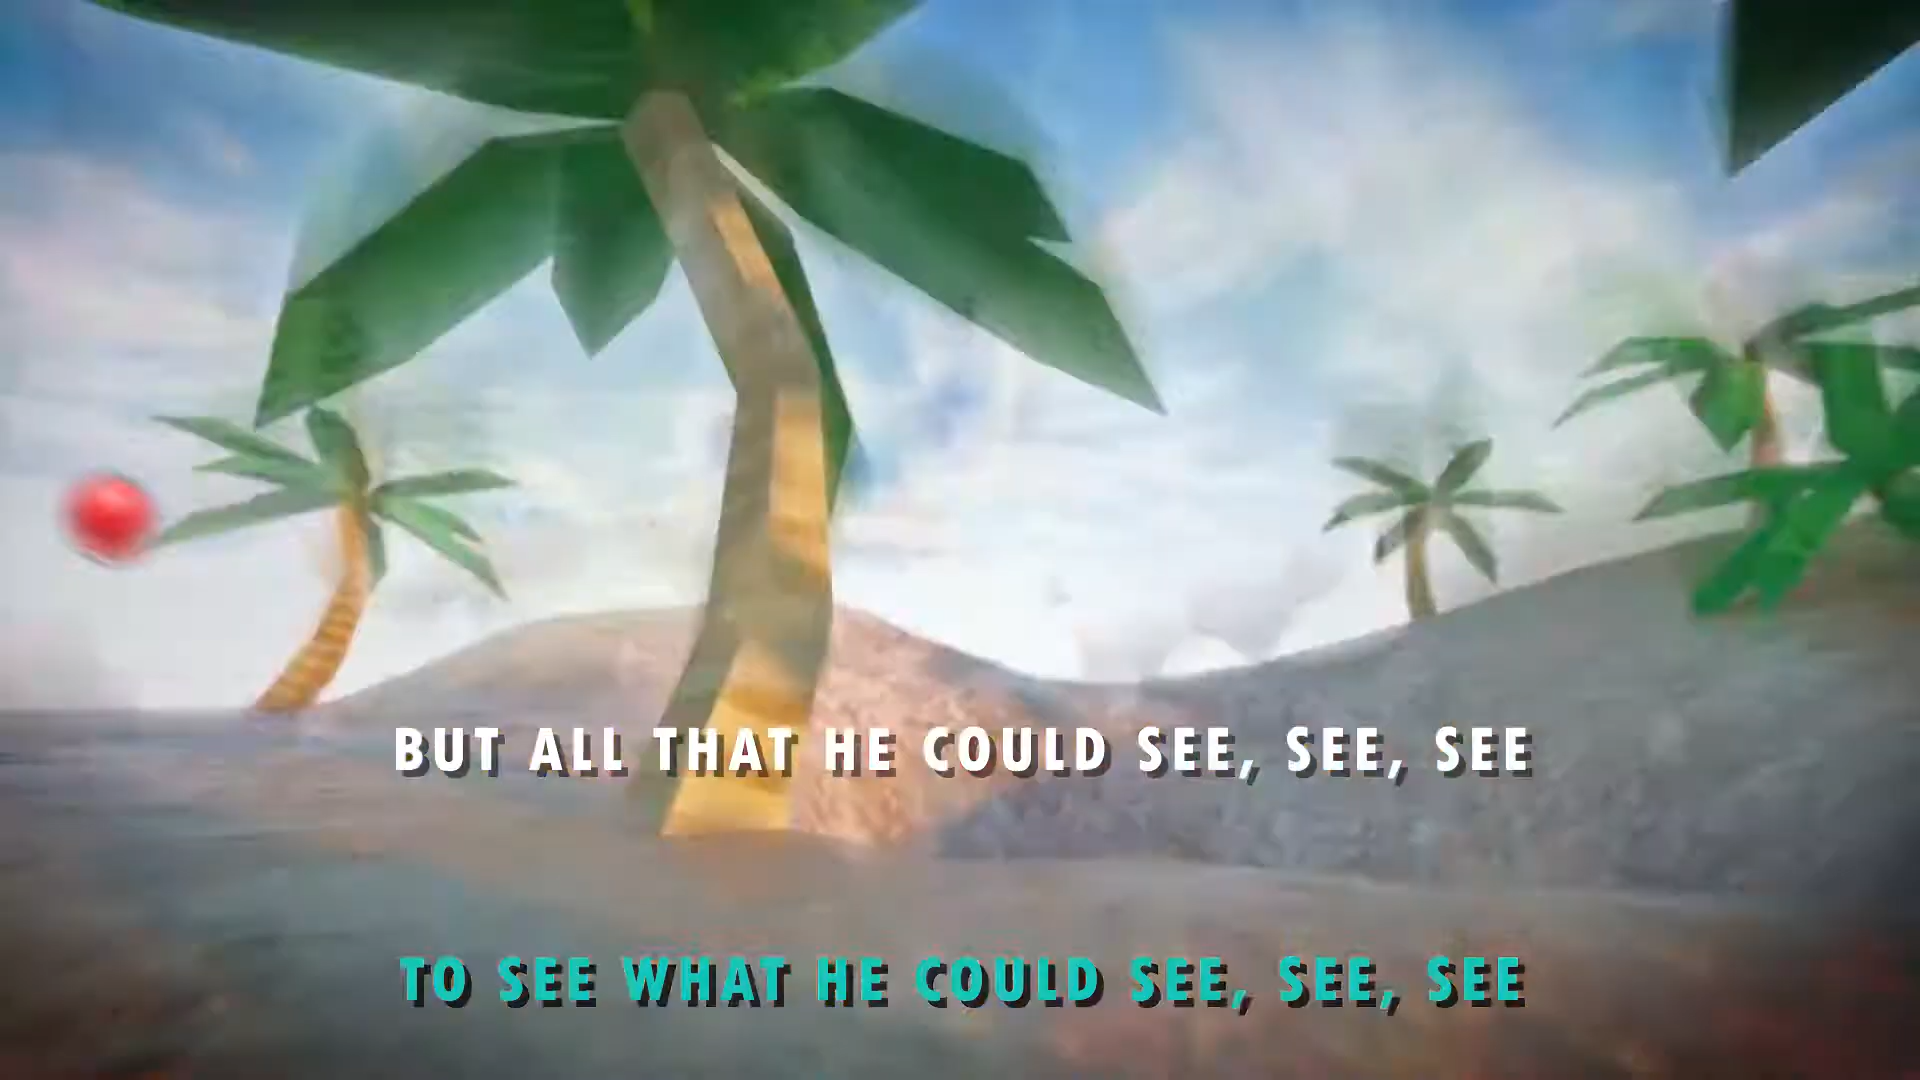 BUT ALL THAT HE COULD SEE, SEE, SEE
TO SEE WHAT HE COULD SEE, SEE, SEE